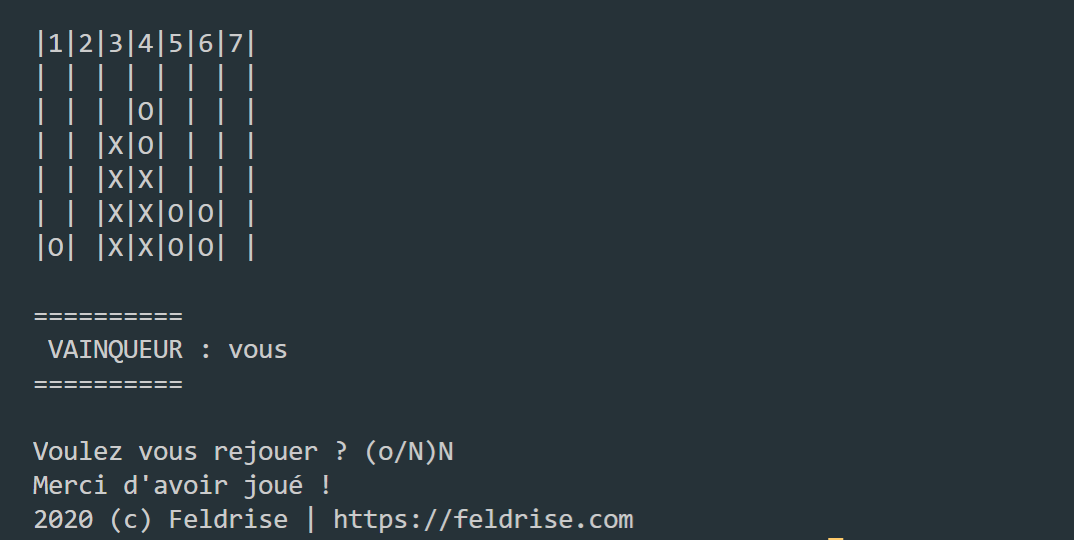 |1|2|3|4|5|6|7|
| | | | | | | |
| | | |O| | | |
| | |X|O| | | |
| | |X|X| | | |
| | |X|X|O|O| |
|O| |X|X|O|O| |
==========
VAINQUEUR : vous
==========
Voulez vous rejouer ? (o/N)N
Merci d'avoir joué !
2020 (c) Feldrise | https://feldrise.com